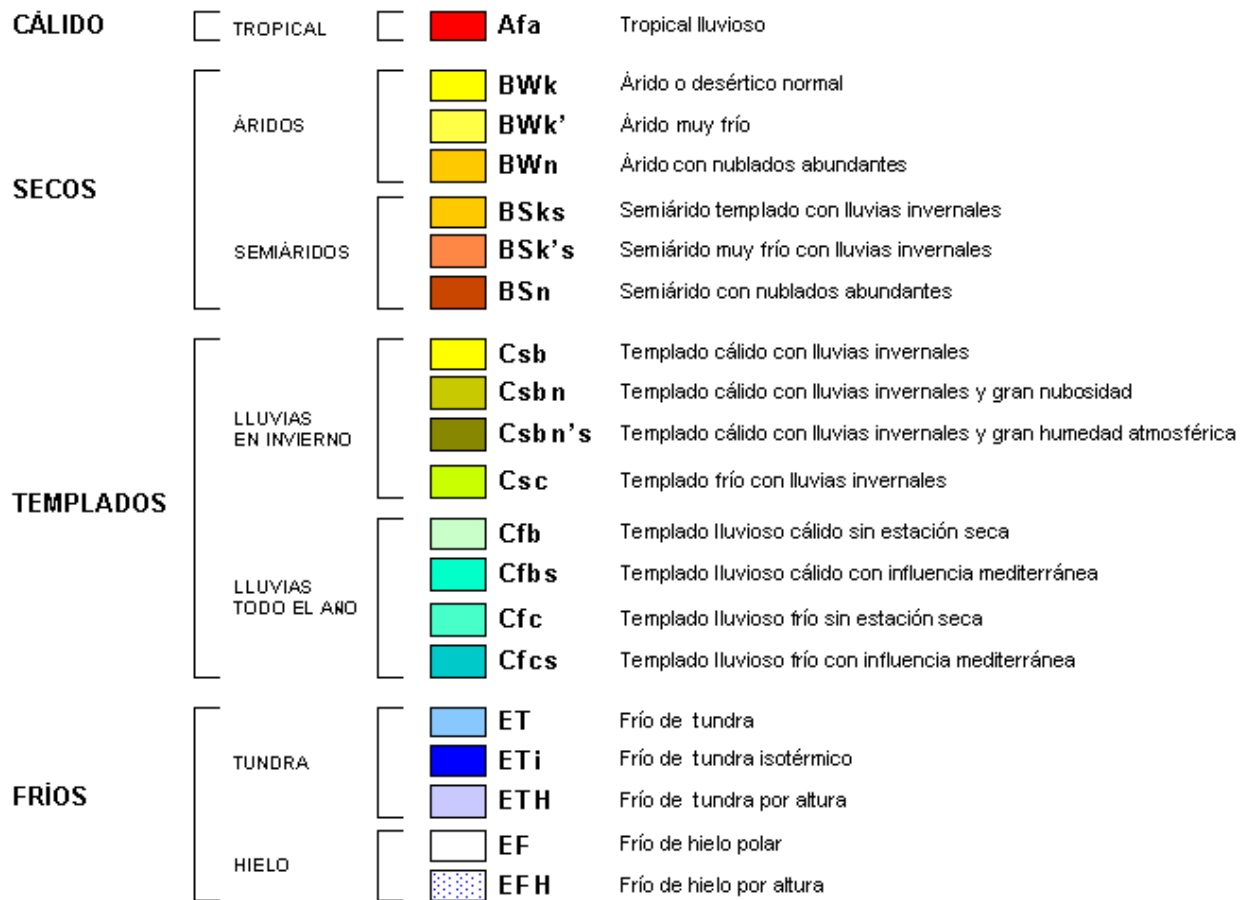 CÁLIDO TROPICAL Afa Tropical lluvioso
BWk Árido o desértico normal
ÁRIDOS BWk' Árido muy frío
BWn Árido con nublados abundantes
SECOS
BSks Semiárido templado con lluvias invernales
SEMIÁRIDOS BSk's Semiárido muy frío con lluvias invernales
BSn Semiárido con nublados abundantes
Csb Templado cálido con lluvias invernales
Csbn Templado cálido con lluvias invernales y gran nubosidad
LLUVIAS
EN INVIERNO
Csbn's Templado cálido con lluvias invernales y gran humedad atmosférica
Csc Templado frío con lluvias invernales
TEMPLADOS
Cfb Templado lluvioso cálido sin estación seca
Cfbs Templado lluvioso cálido con influencia mediterránea
LLUVIAS
TODO EL AÑO
Cfc Templado lluvioso frío sin estación seca
Cfcs Templado lluvioso frío con influencia mediterránea
ET Frío de tundra
TUNDRA ETi Frío de tundra isotérmico
FRÍOS ETH Frío de tundra por altura
EF Frío de hielo polar
HIELO
EFH Frío de hielo por altura